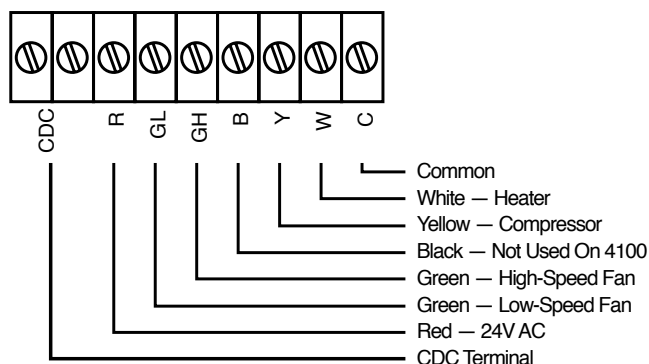 CDC R GL GH B Y W C
Common
White — Heater
Yellow — Compressor
Black — Not Used On 4100
Green — High-Speed Fan
Green — Low-Speed Fan
Red — 24V AC
CDC Terminal